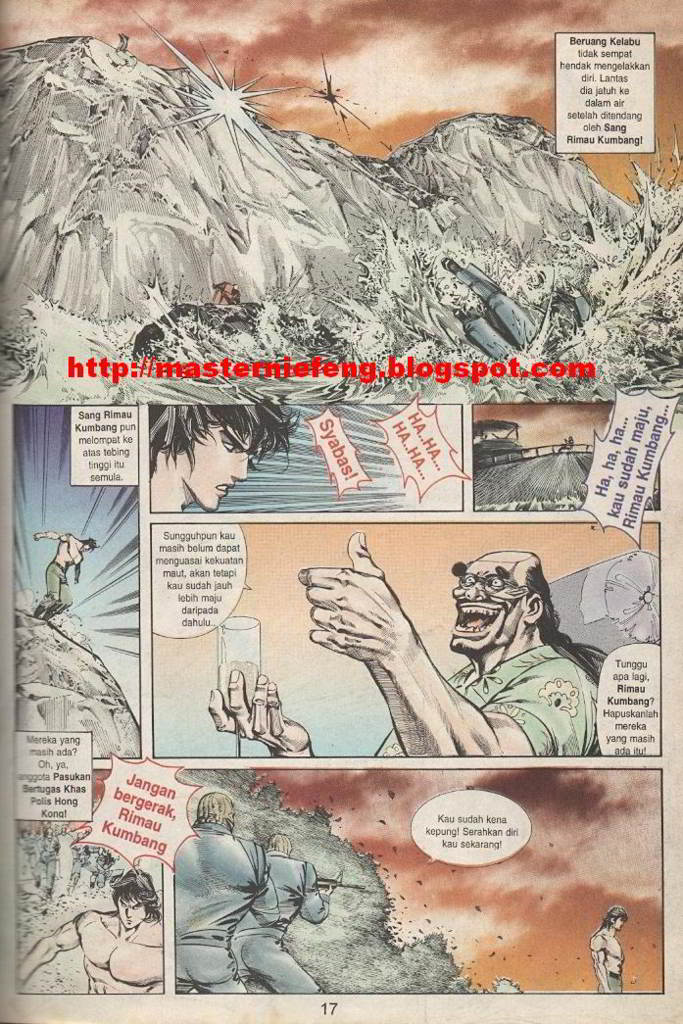 Beruang Kelabu
tidak sempat
hendak mengelakkan
diri. Lantas
dia jatuh ke
dalam air
setelah ditendang
oleh Sang
Rimau Kumbang!
http://masterniefeng.blogspot.com/
Sang Rimau
Kumbang pun
melompat ke
atas tebing
tinggi itu
semula.
Syabas!
HA..HA...
HA..HA...
Ha, ha, ha...
kau sudah maju,
Rimau Kumbang...
Sungguhpun kau
masih belum dapat
menguasai kekuatan
maut, akan tetapi
kau sudah jauh
lebih maju
daripada
dahulu..
Tunggu
apa lagi,
Rimau
Kumbang?
Hapuskanlah
mereka
yang masih
ada itu!
Mereka yang
masih ada?
Oh, ya,
anggota Pasukan
Bertugas Khas
Polis Hong
Kong!
Jangan
bergerak,
Rimau
Kumbang
Kau sudah kena
kepung! Serahkan diri
kau sekarang!
17